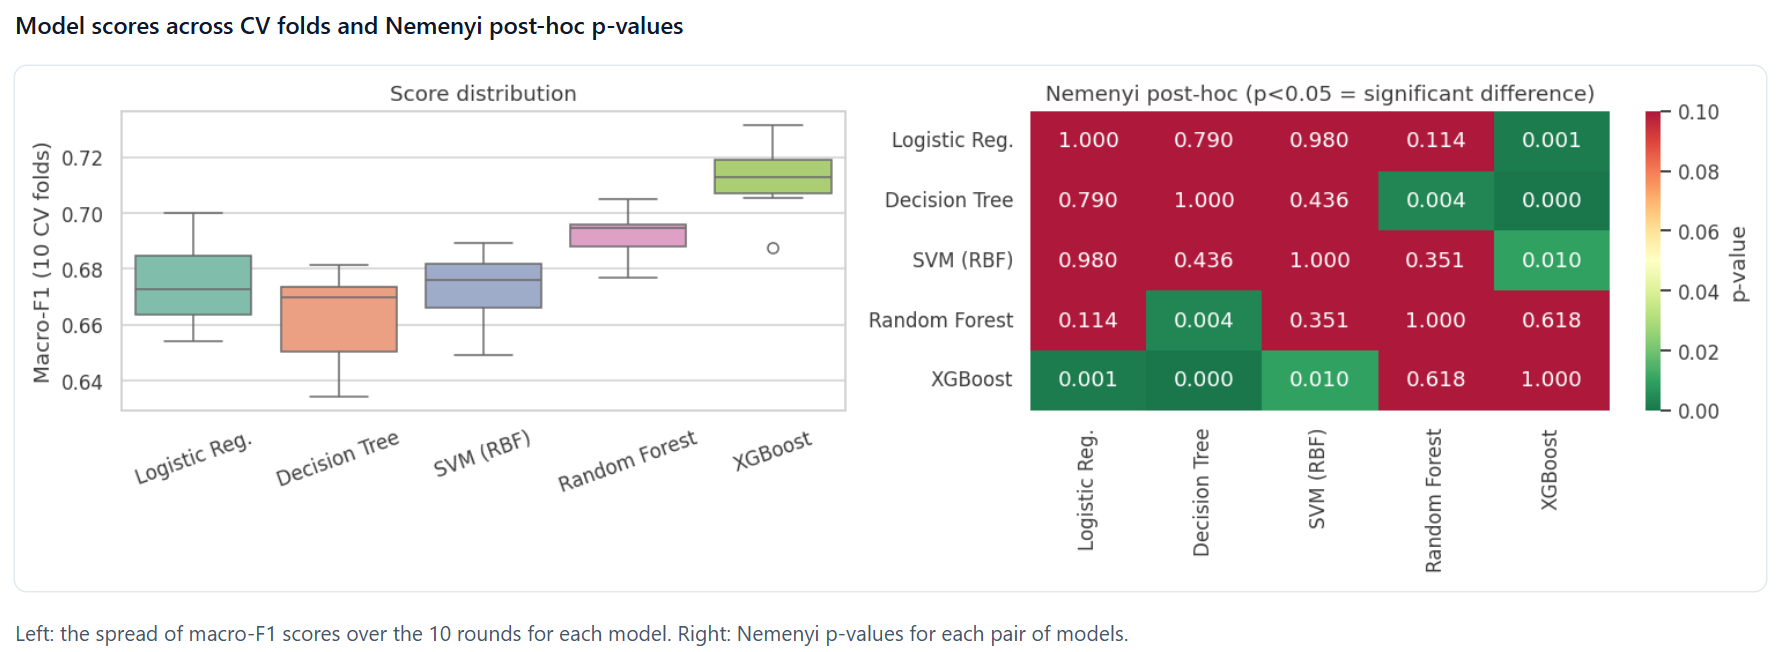 Model scores across CV folds and Nemenyi post-hoc p-values
Score distribution
Macro-F1 (10 CV folds)
0.72
0.70
0.68
0.66
0.64
Logistic Reg.
Decision Tree
SVM (RBF)
Random Forest
XGBoost
Nemenyi post-hoc (p<0.05 = significant difference)
Logistic Reg. 1.000 0.790 0.980 0.114 0.001
Decision Tree 0.790 1.000 0.436 0.004 0.000
SVM (RBF) 0.980 0.436 1.000 0.351 0.010
Random Forest 0.114 0.004 0.351 1.000 0.618
XGBoost 0.001 0.000 0.010 0.618 1.000
Logistic Reg.
Decision Tree
SVM (RBF)
Random Forest
XGBoost
0.10
0.08
0.06
0.04
0.02
0.00
p-value
Left: the spread of macro-F1 scores over the 10 rounds for each model. Right: Nemenyi p-values for each pair of models.